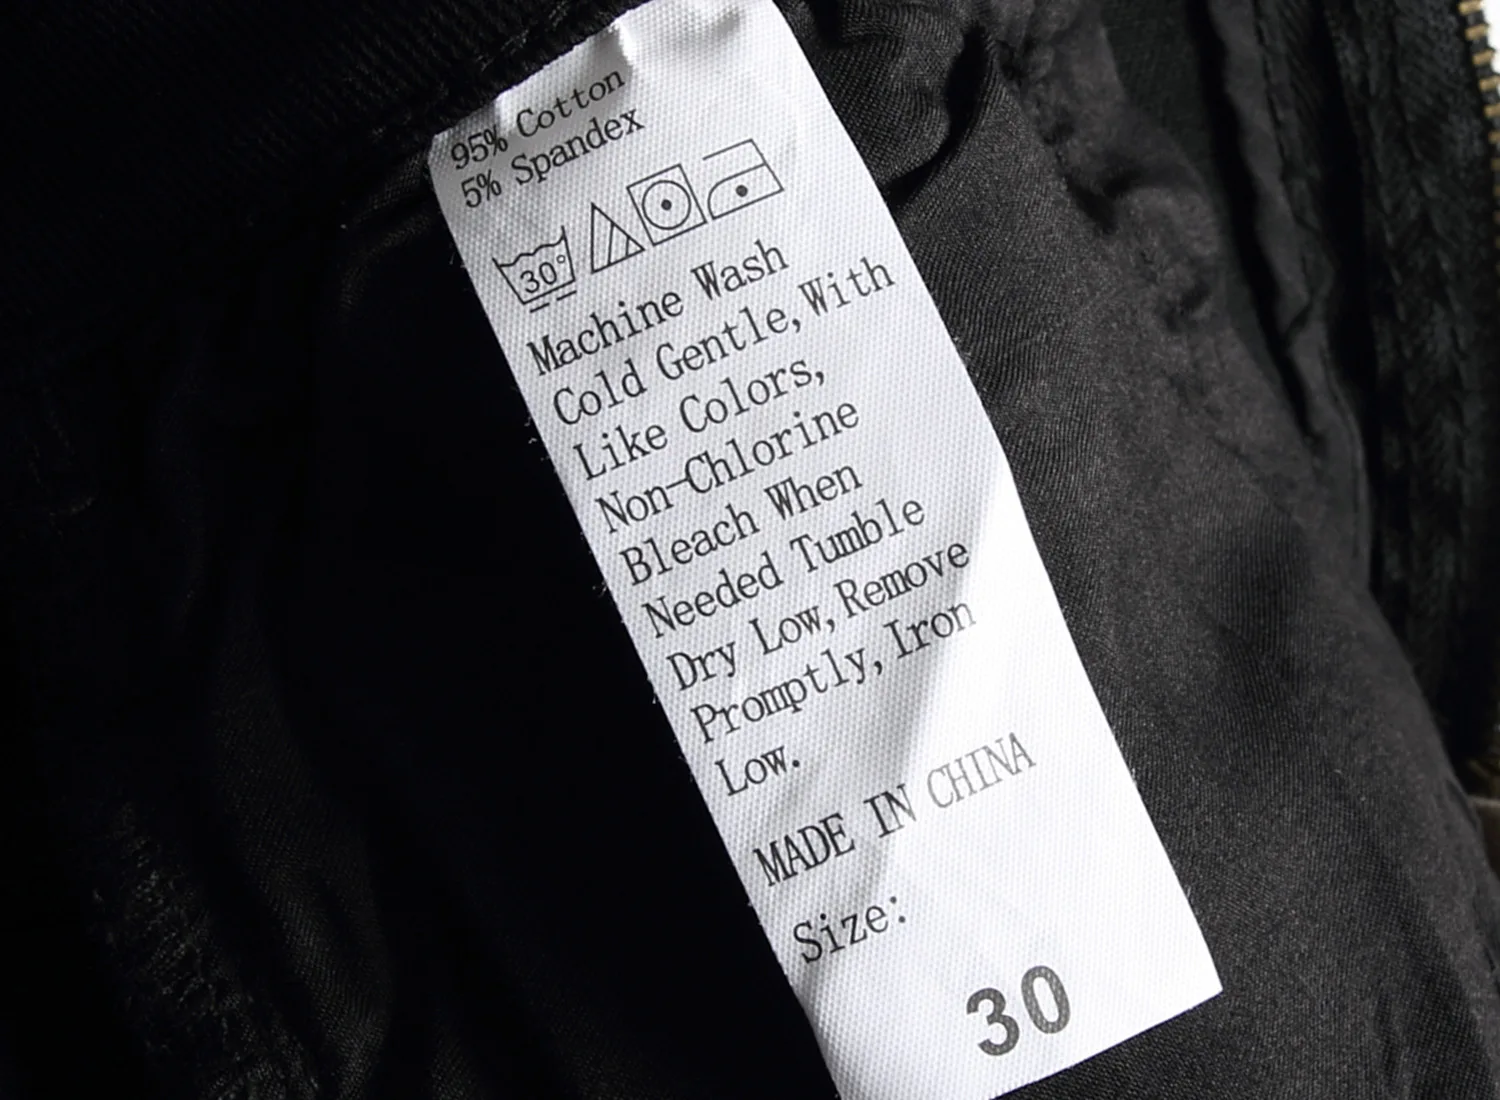 95% Cotton
5% Spandex
30°
Machine Wash
Cold Gentle, With
Like Colors,
Non-Chlorine
Bleach When
Needed Tumble
Dry Low, Remove
Promptly, Iron
Low.
MADE IN CHINA
Size:
30